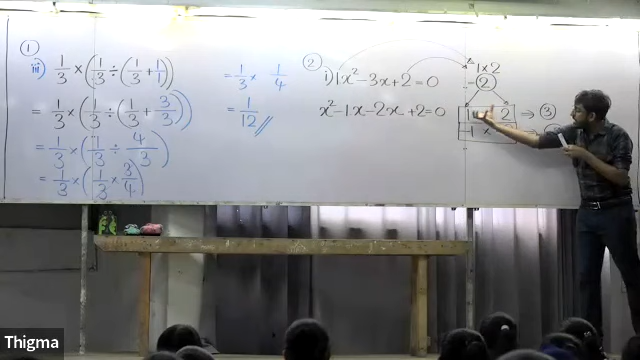 ①
iii) 1/3 × (1/3 ÷ (1/3 + 1/1))
= 1/3 × (1/3 ÷ (1/3 + 3/3))
= 1/3 × (1/3 ÷ 4/3)
= 1/3 × (1/3 × 3/4)
= 1/3 × 1/4
= 1/12
②
i) 1x² - 3x + 2 = 0
x² - 1x - 2x + 2 = 0
1 × 2
2
2 ⇒ ③
-1 ×
Thigma